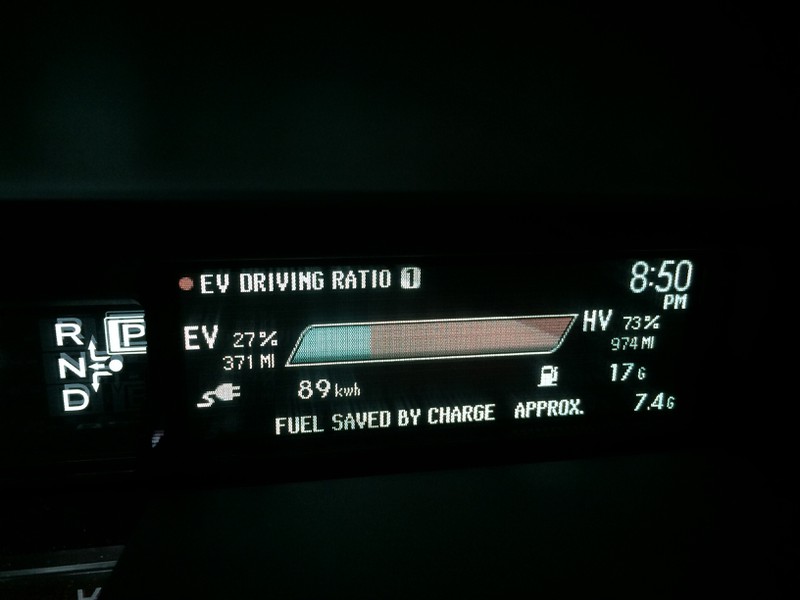 EV DRIVING RATIO 1
8:50
PM
EV 27%
371 MI
HV 73%
974 MI
89 kwh
17 G
FUEL SAVED BY CHARGE APPROX. 7.4 G
R
P
N
D